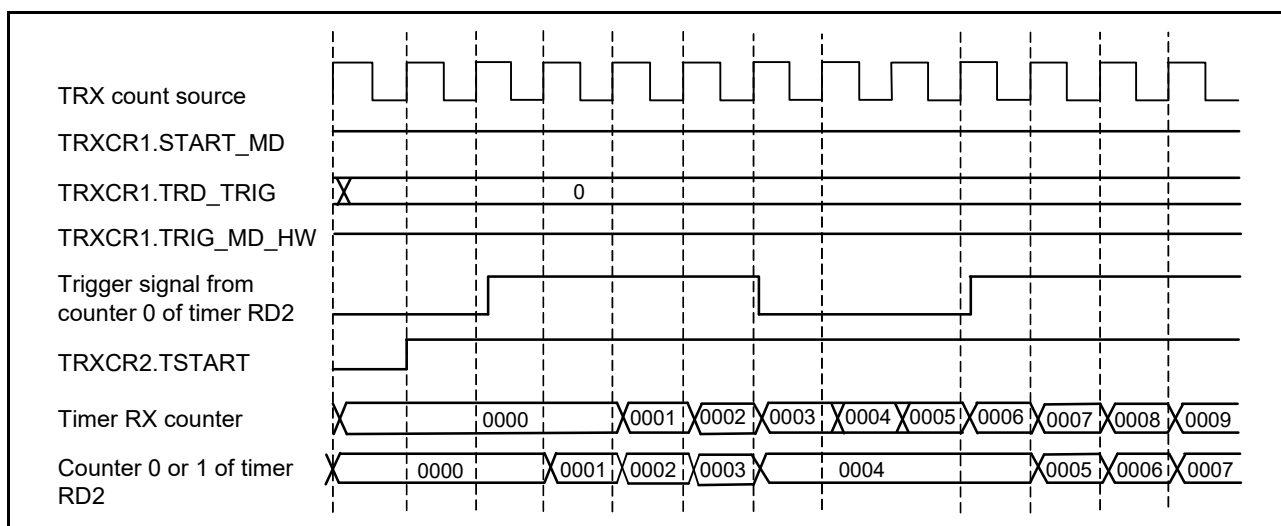 TRX count source
TRXCR1.START_MD
TRXCR1.TRD_TRIG
0
TRXCR1.TRIG_MD_HW
Trigger signal from
counter 0 of timer RD2
TRXCR2.TSTART
Timer RX counter
0000 0001 0002 0003 0004 0005 0006 0007 0008 0009
Counter 0 or 1 of timer
RD2
0000 0001 0002 0003 0004 0005 0006 0007